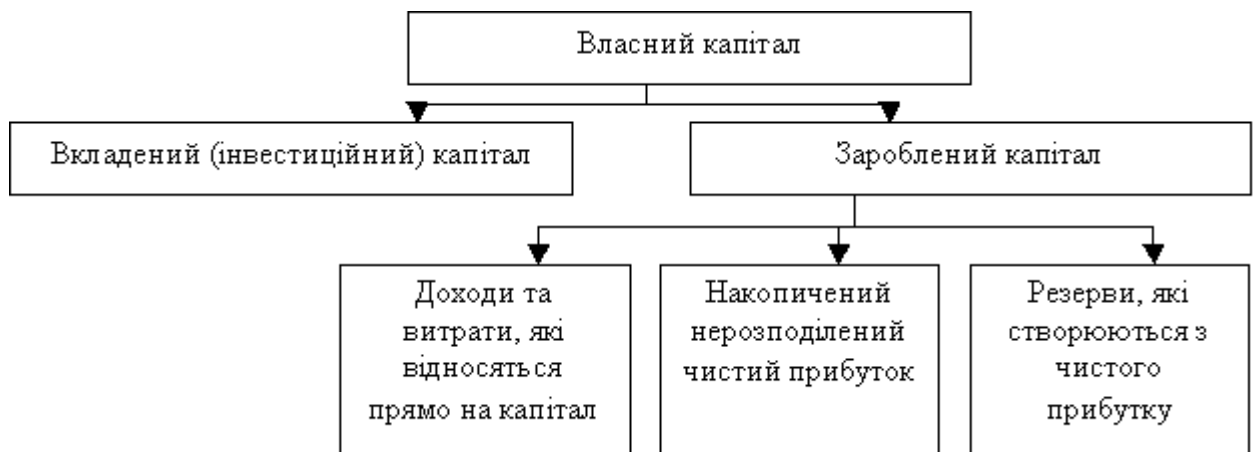 Власний капітал
Вкладений (інвестиційний) капітал
Зароблений капітал
Доходи та
витрати, які
відносяться
прямо на капітал
Накопичений
нерозподілений
чистий прибуток
Резерви, які
створюються з
чистого
прибутку